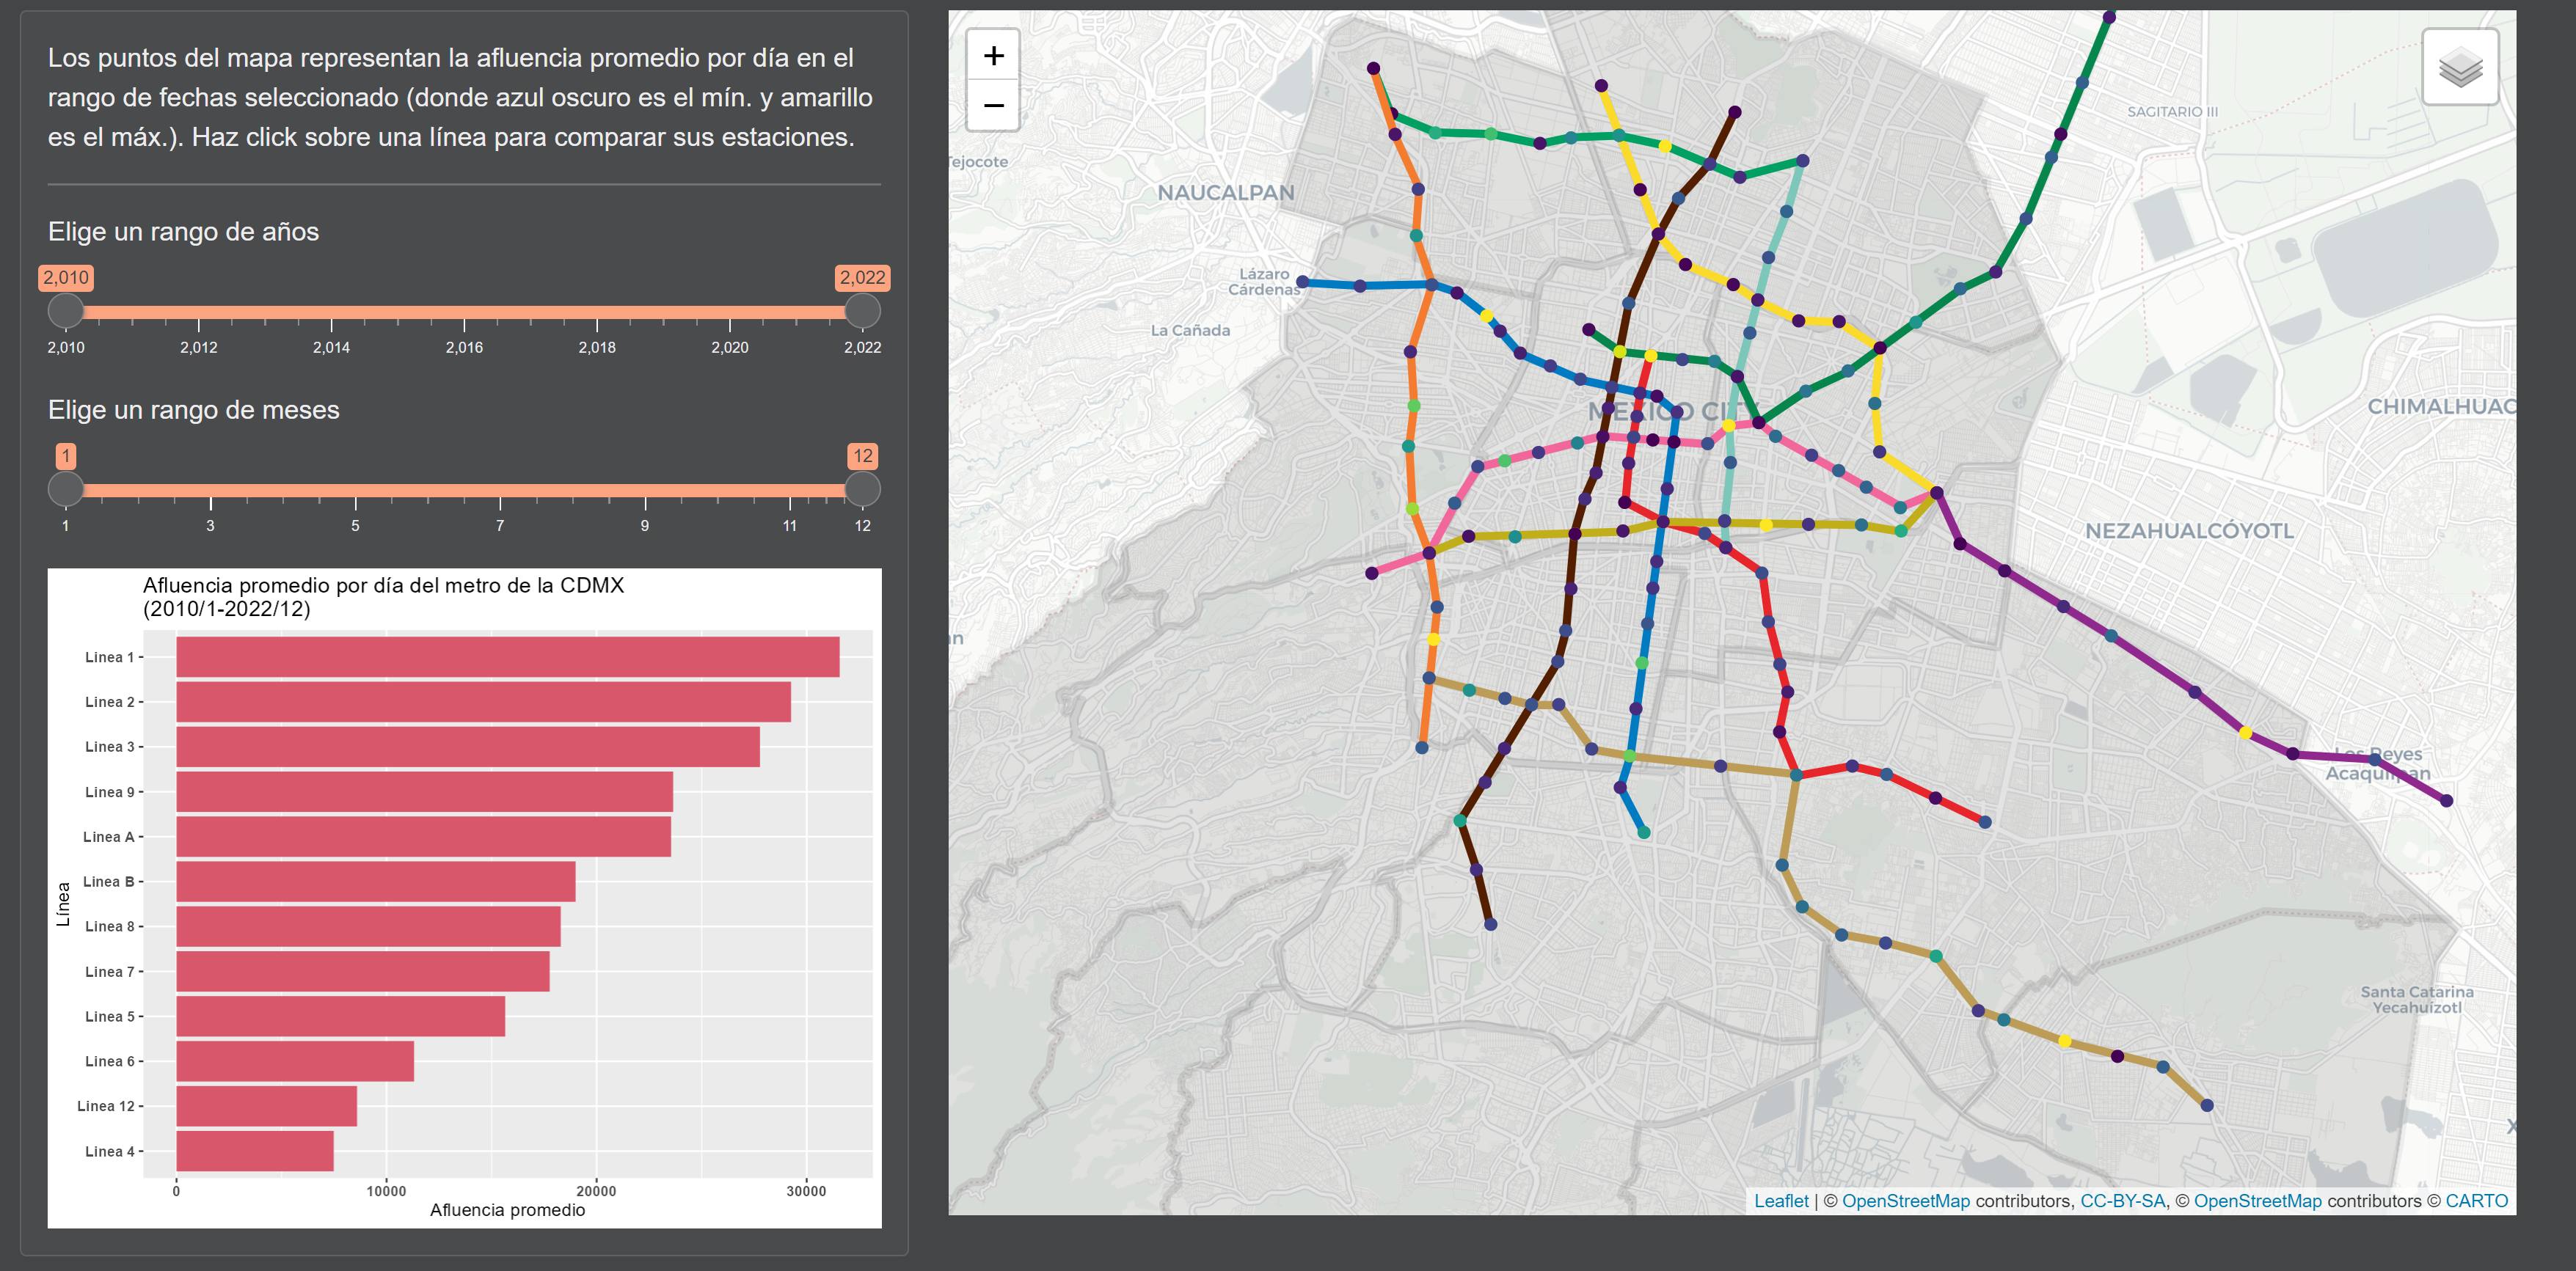 Los puntos del mapa representan la afluencia promedio por día en el
rango de fechas seleccionado (donde azul oscuro es el mín. y amarillo
es el máx.). Haz click sobre una línea para comparar sus estaciones.
Elige un rango de años
2,010 2,022
2,010 2,012 2,014 2,016 2,018 2,020 2,022
Elige un rango de meses
1 12
1 3 5 7 9 11 12
Afluencia promedio por día del metro de la CDMX
(2010/1-2022/12)
Línea
Linea 1
Linea 2
Linea 3
Linea 9
Linea A
Linea B
Linea 8
Linea 7
Linea 5
Linea 6
Linea 12
Linea 4
0 10000 20000 30000
Afluencia promedio
+
−
SAGITARIO III
Tejocote
NAUCALPAN
Lázaro
Cárdenas
La Cañada
MEXICO CITY
CHIMALHUAC
NEZAHUALCÓYOTL
Los Reyes
Acaquilpan
Santa Catarina
Yecahuizotl
X
Leaflet | © OpenStreetMap contributors, CC-BY-SA, © OpenStreetMap contributors © CARTO